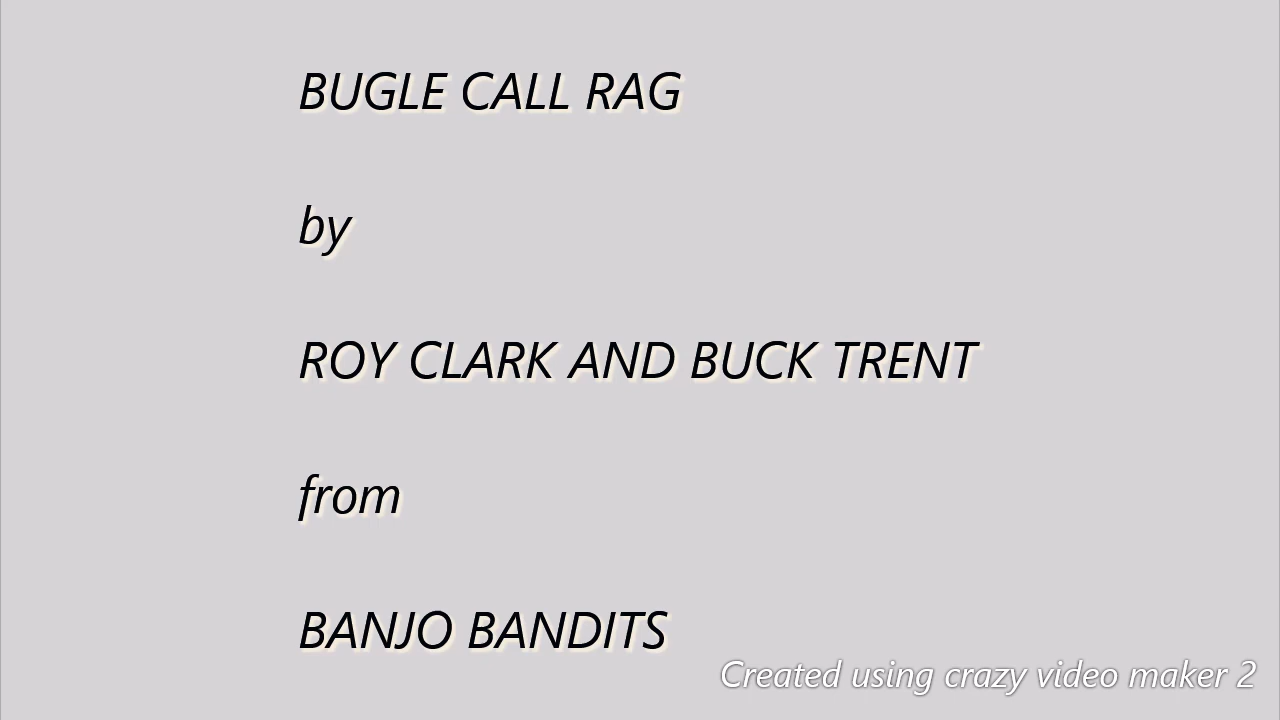 BUGLE CALL RAG
by
ROY CLARK AND BUCK TRENT
from
BANJO BANDITS
Created using crazy video maker 2